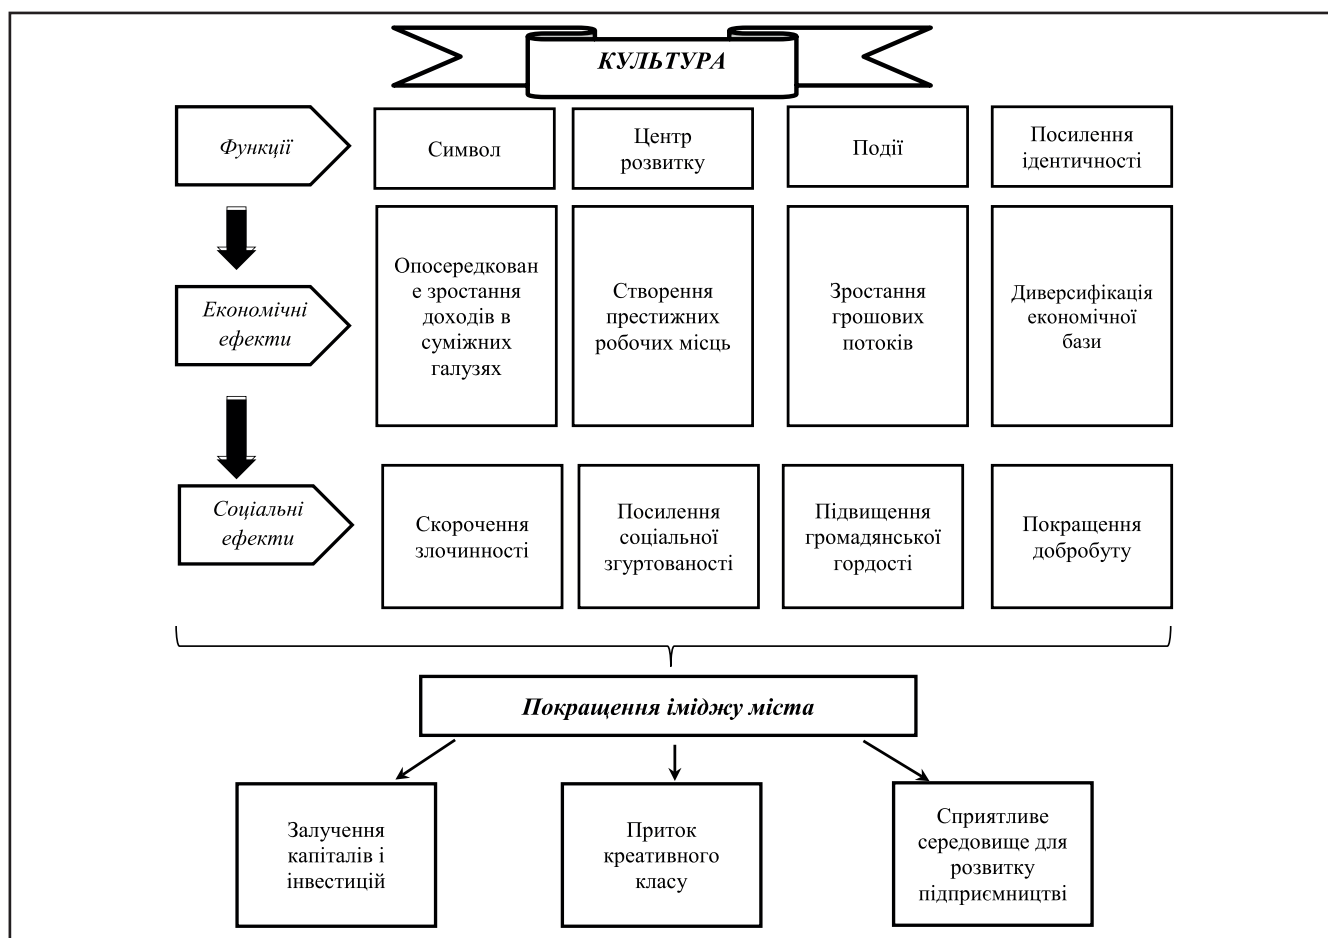 КУЛЬТУРА
Функції
Символ
Центр
розвитку
Події
Посилення
ідентичності
Економічні
ефекти
Опосередкован
е зростання
доходів в
суміжних
галузях
Створення
престижних
робочих місць
Зростання
грошових
потоків
Диверсифікація
економічної
бази
Соціальні
ефекти
Скорочення
злочинності
Посилення
соціальної
згуртованості
Підвищення
громадянської
гордості
Покращення
добробуту
Покращення іміджу міста
Залучення
капіталів і
інвестицій
Приток
креативного
класу
Сприятливе
середовище для
розвитку
підприємництві